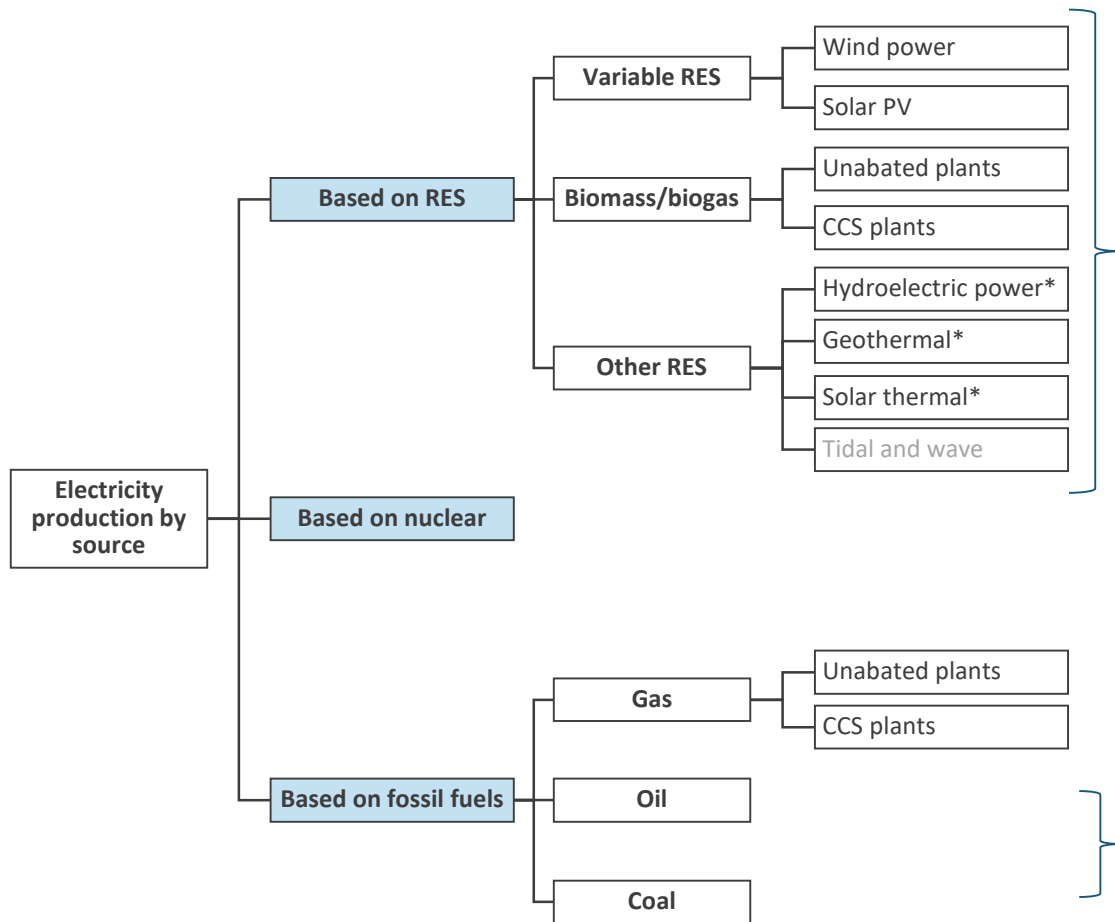 Wind power
Variable RES
Solar PV
Unabated plants
Based on RES
Biomass/biogas
CCS plants
Hydroelectric power*
Geothermal*
Other RES
Solar thermal*
Tidal and wave
Electricity
production by
source
Based on nuclear
Unabated plants
Gas
CCS plants
Based on fossil fuels
Oil
Coal